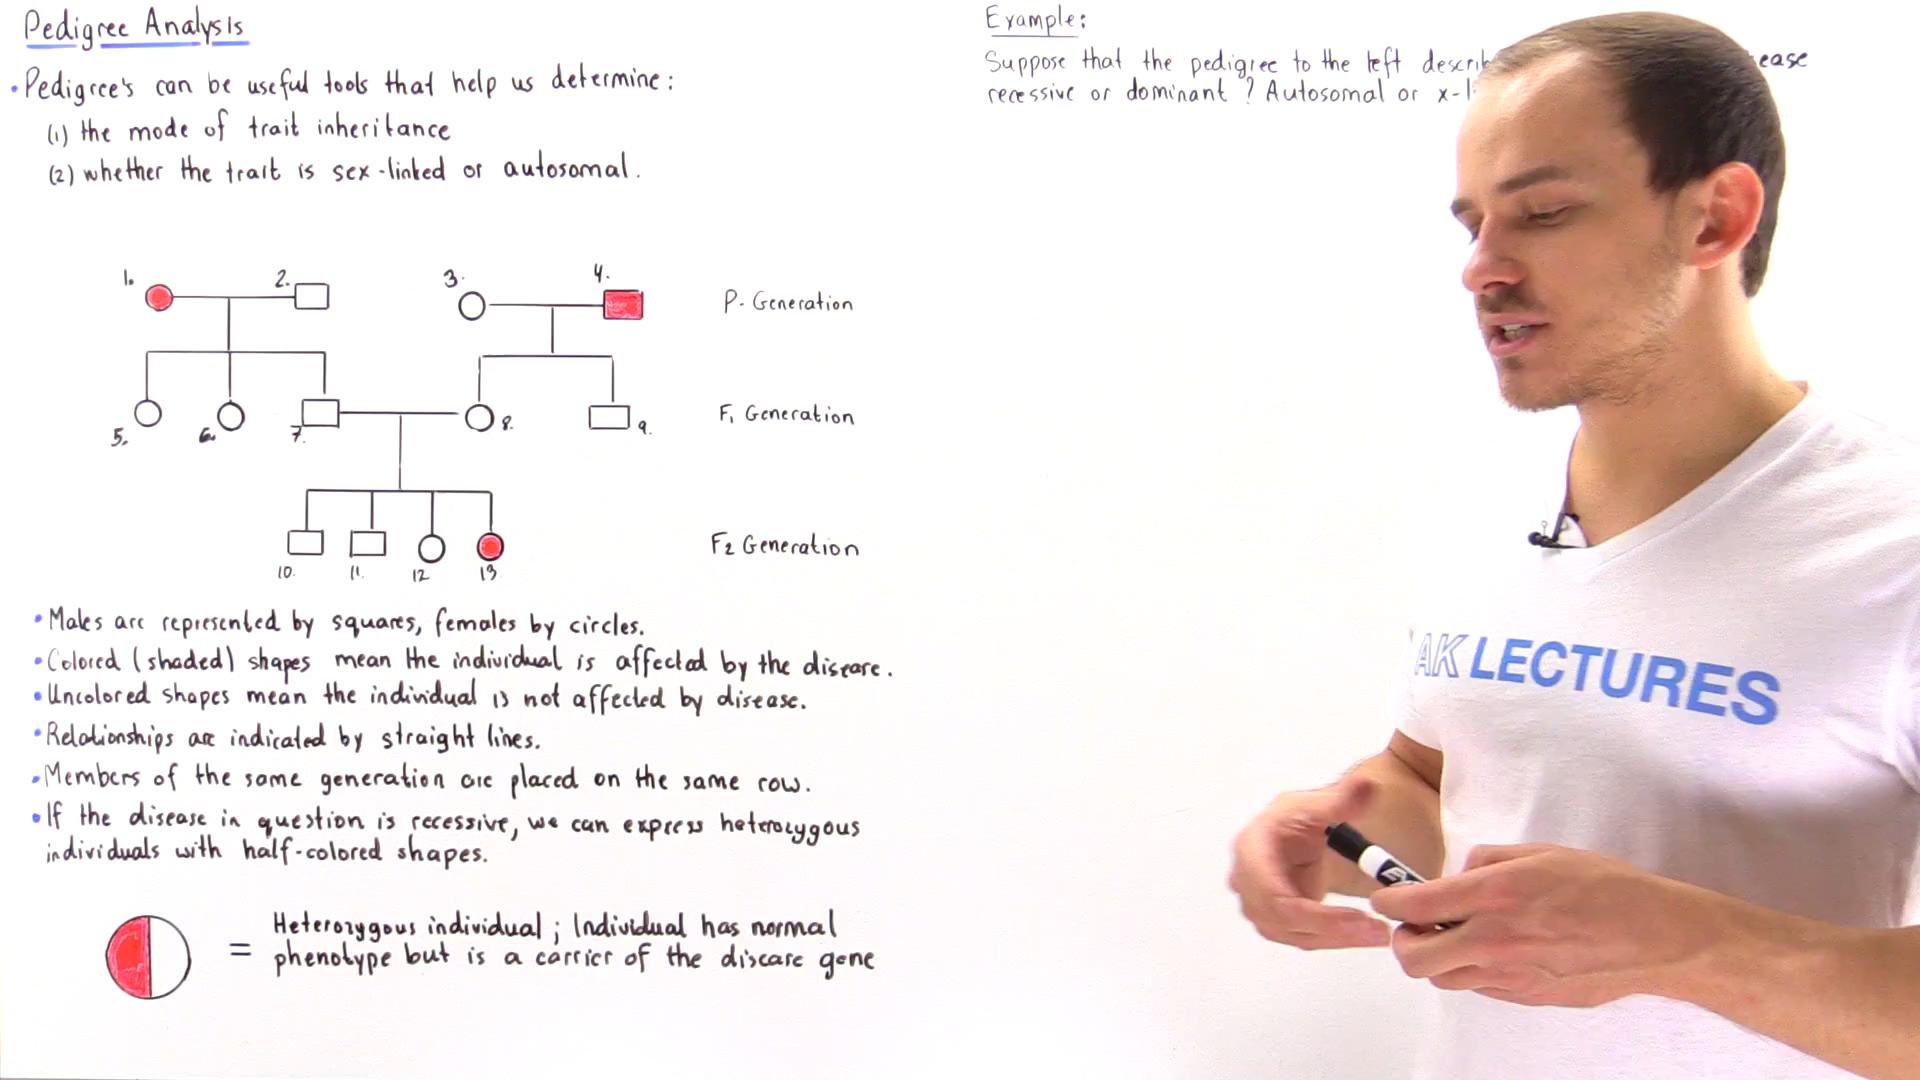 Pedigree Analysis
• Pedigree's can be useful tools that help us determine:
(1) the mode of trait inheritance
(2) whether the trait is sex-linked or autosomal.
1.
2.
3.
4.
P- Generation
5.
6.
7.
8.
9.
F1 Generation
10.
11.
12
13
F2 Generation
• Males are represented by squares, females by circles.
• Colored (shaded) shapes mean the individual is affected by the disease.
• Uncolored shapes mean the individual is not affected by disease.
• Relationships are indicated by straight lines.
• Members of the same generation are placed on the same row.
• If the disease in question is recessive, we can express heterozygous
individuals with half-colored shapes.
= Heterozygous individual; Individual has normal
phenotype but is a carrier of the disease gene
Example:
Suppose that the pedigree to the left
recessive or dominant? Autosomal or
AK LECTURES